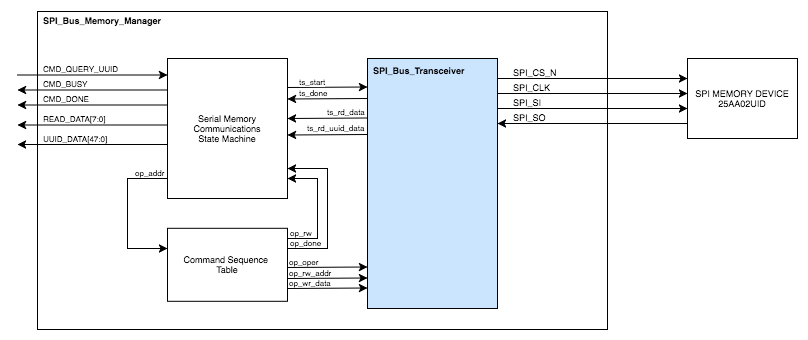 SPI_Bus_Memory_Manager
CMD_QUERY_UUID
CMD_BUSY
CMD_DONE
READ_DATA[7:0]
UUID_DATA[47:0]
op_addr
Serial Memory
Communications
State Machine
ts_start
ts_done
ts_rd_data
ts_rd_uuid_data
SPI_Bus_Transceiver
SPI_CS_N
SPI_CLK
SPI_SI
SPI_SO
SPI MEMORY DEVICE
25AA02UID
Command Sequence
Table
op_rw
op_done
op_oper
op_rw_addr
op_wr_data